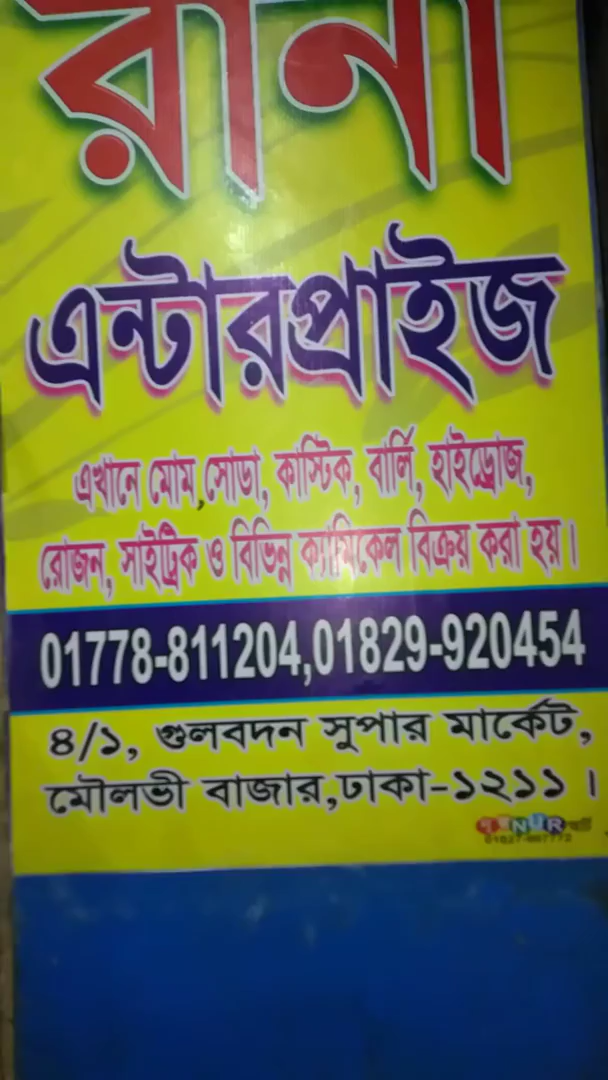 রানা
এন্টারপ্রাইজ
এখানে মোম,সোডা, কাস্টিক, বার্লি, হাইড্রোজ,
রোজন, সাইট্রিক ও বিভিন্ন ক্যামিকেল বিক্রয় করা হয়।
01778-811204,01829-920454
৪/১, গুলবদন সুপার মার্কেট,
মৌলভী বাজার,ঢাকা-১২১১ ।
NUR